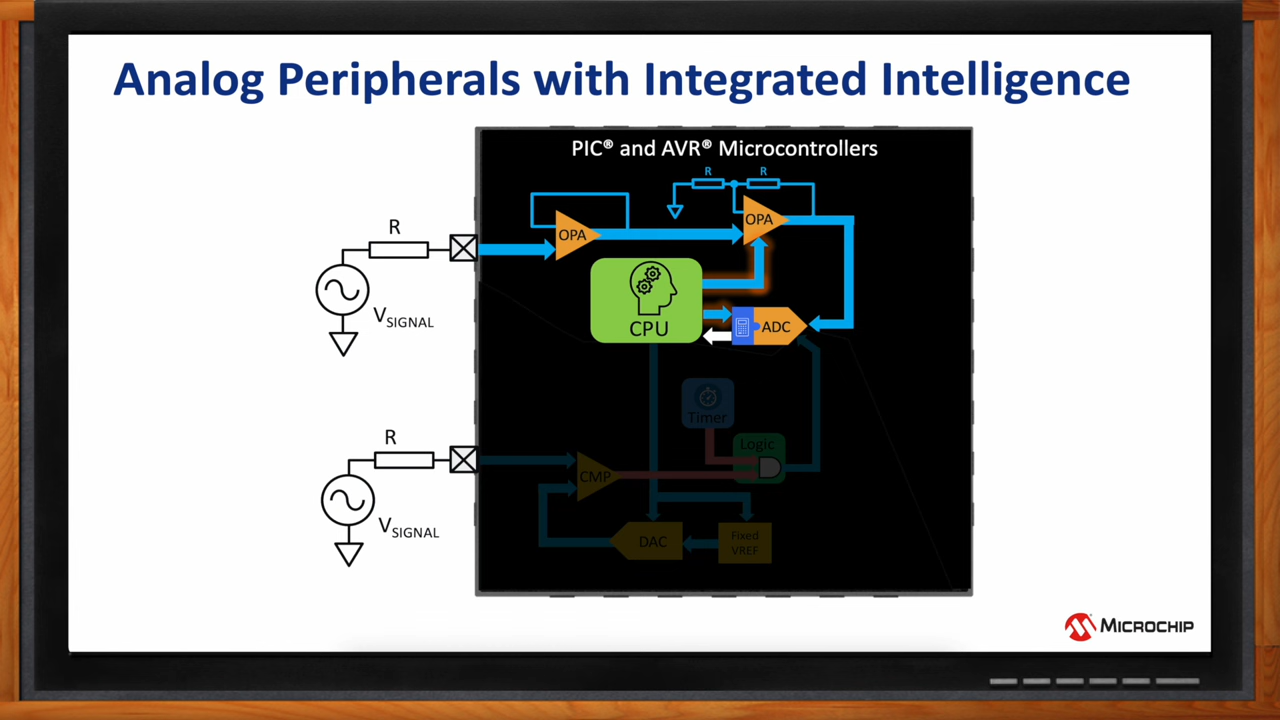 Analog Peripherals with Integrated Intelligence
PIC® and AVR® Microcontrollers
R
R
R
OPA
OPA
VSIGNAL
CPU
ADC
Timer
Logic
R
CMP
VSIGNAL
DAC
Fixed
VREF
MICROCHIP